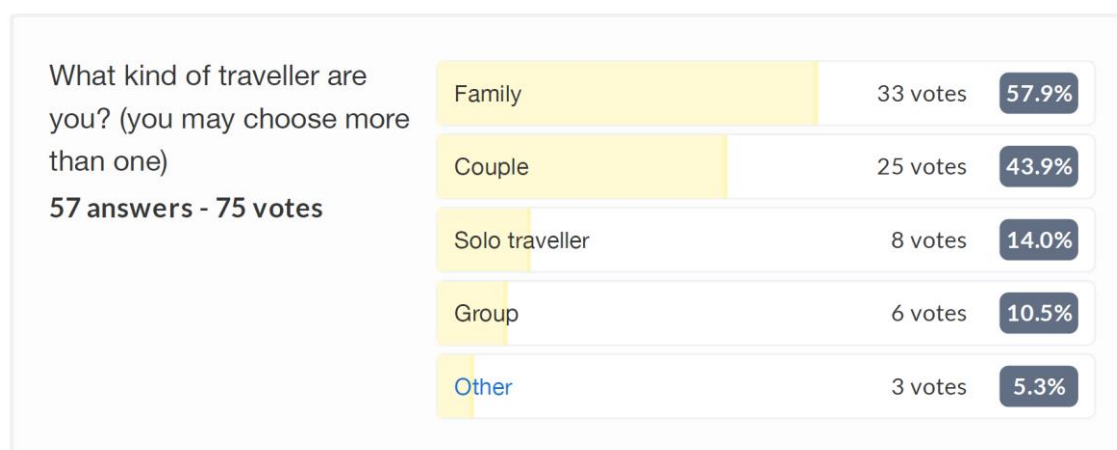 What kind of traveller are
you? (you may choose more
than one)
57 answers - 75 votes
Family 33 votes 57.9%
Couple 25 votes 43.9%
Solo traveller 8 votes 14.0%
Group 6 votes 10.5%
Other 3 votes 5.3%